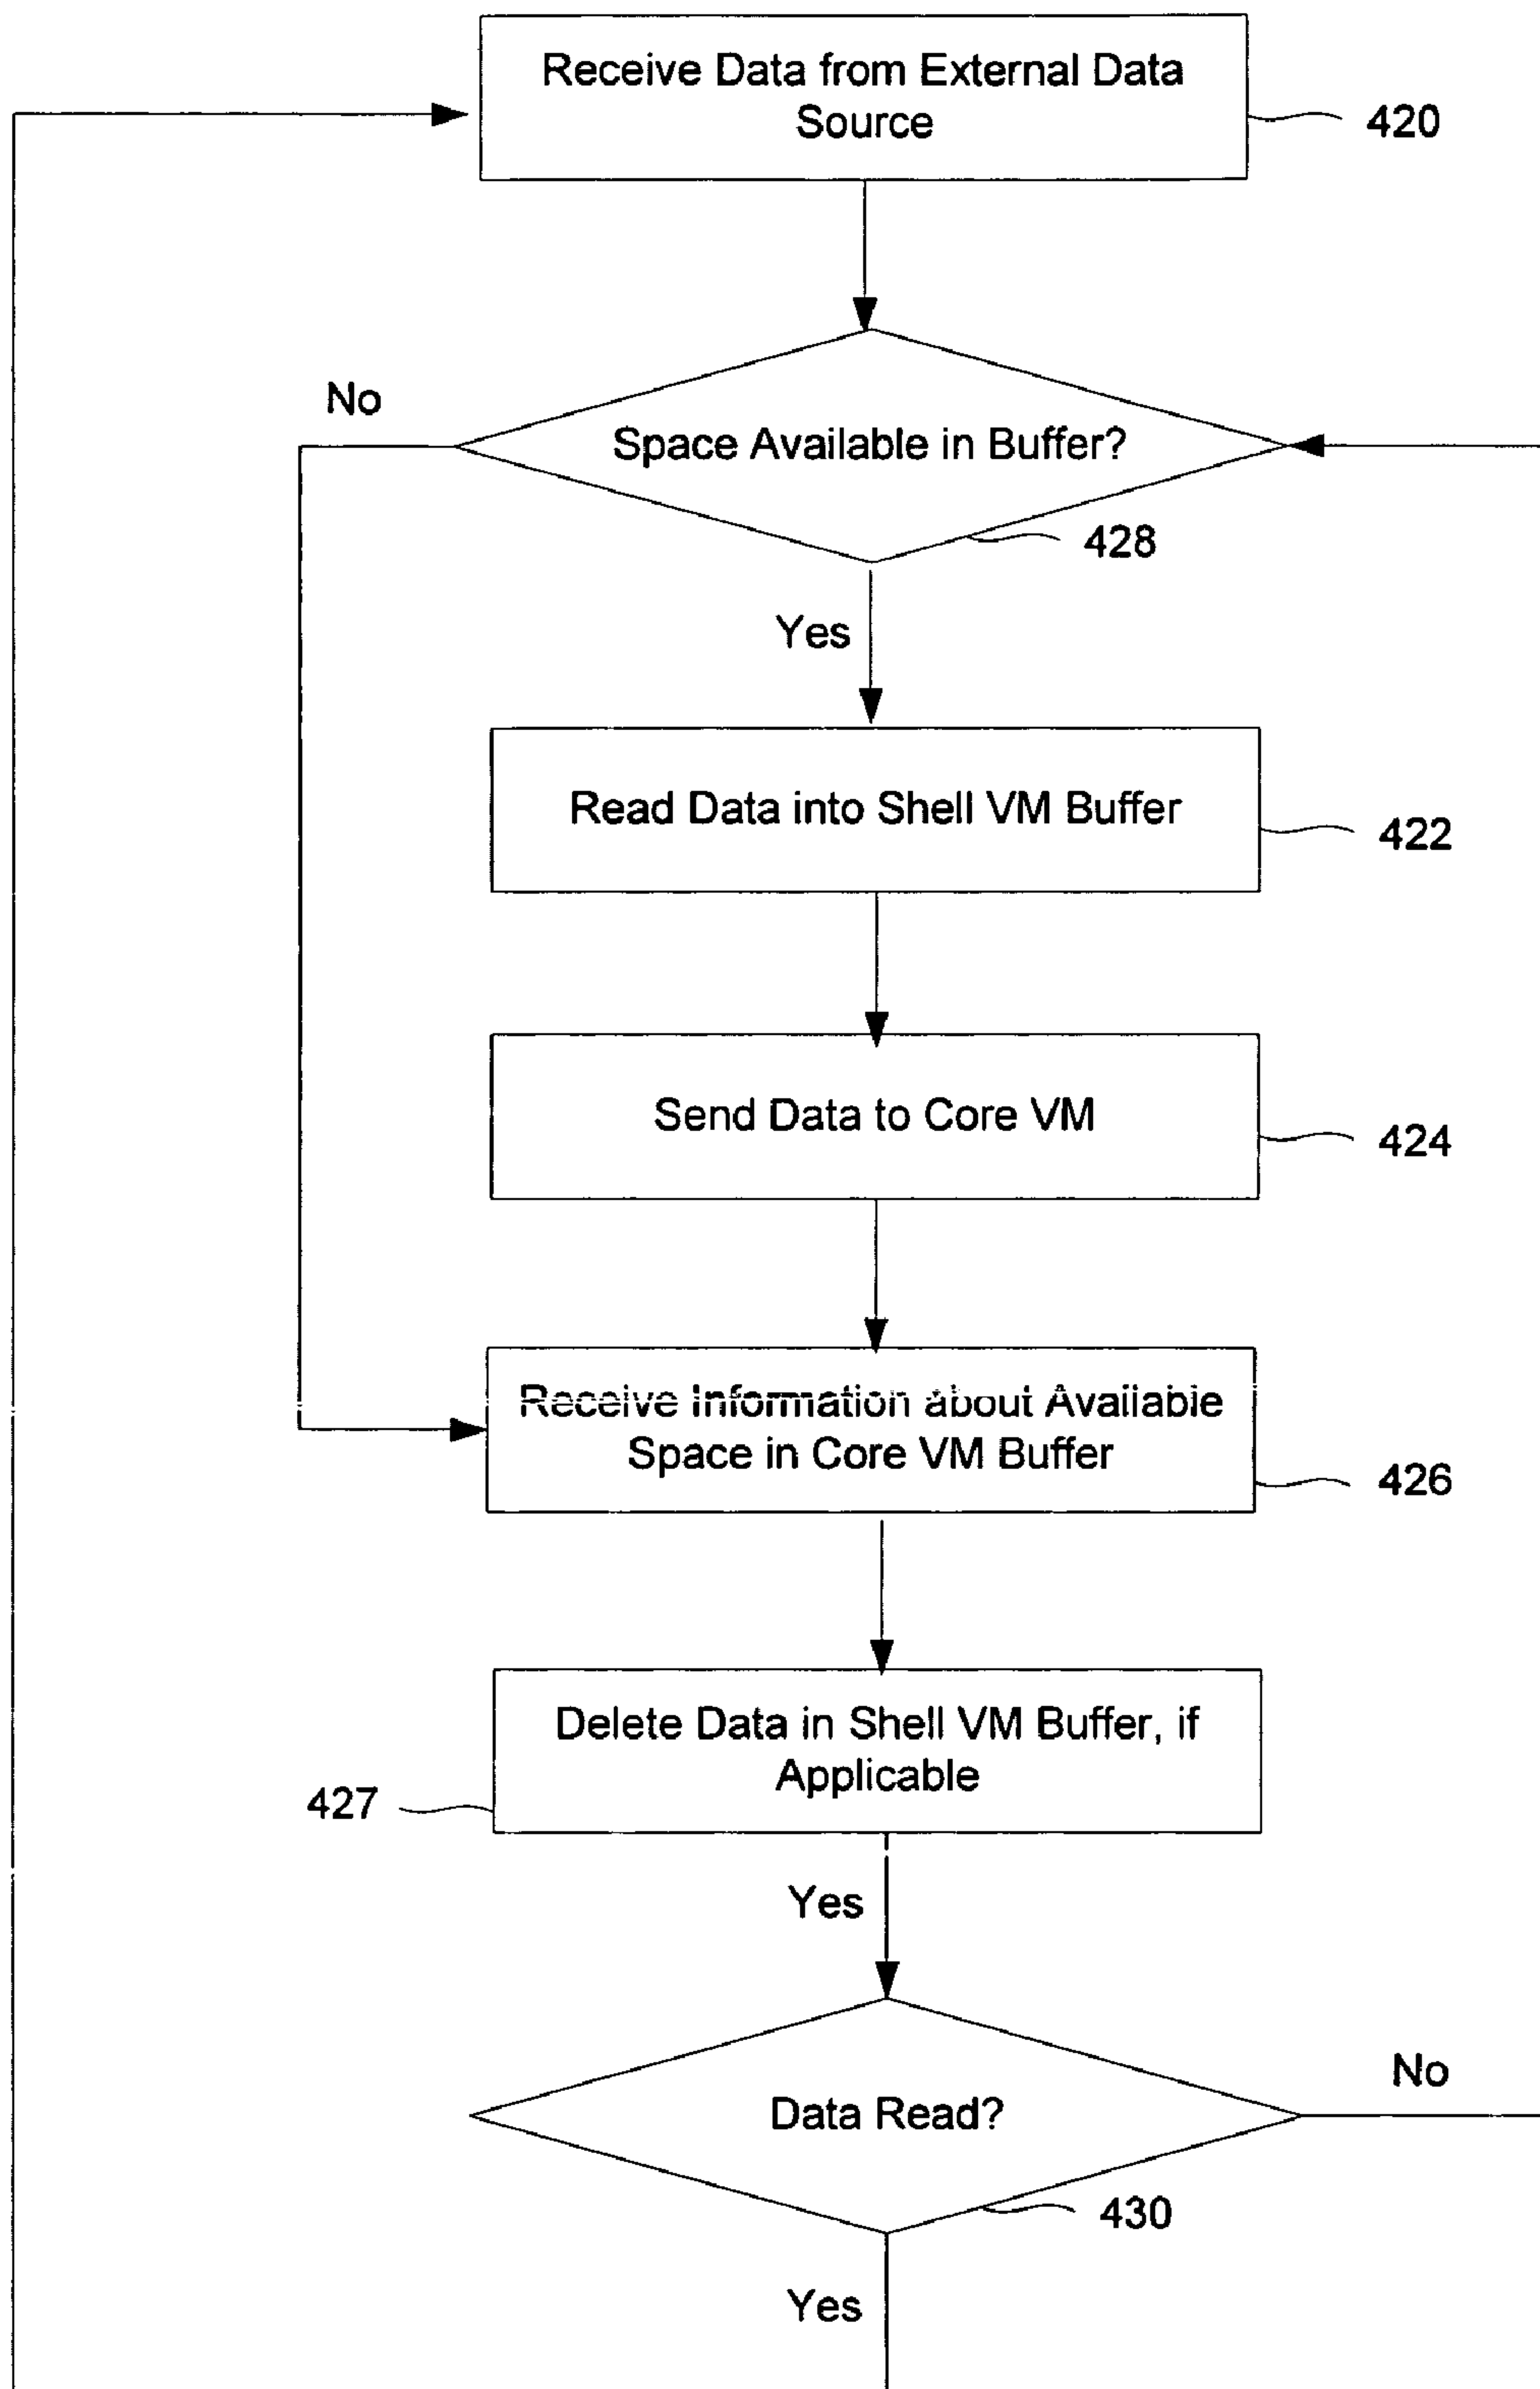 Receive Data from External Data
Source
420
No
Space Available in Buffer?
428
Yes
Read Data into Shell VM Buffer
422
Send Data to Core VM
424
Receive Information about Available
Space in Core VM Buffer
426
Delete Data in Shell VM Buffer, if
Applicable
427
Yes
No
Data Read?
430
Yes